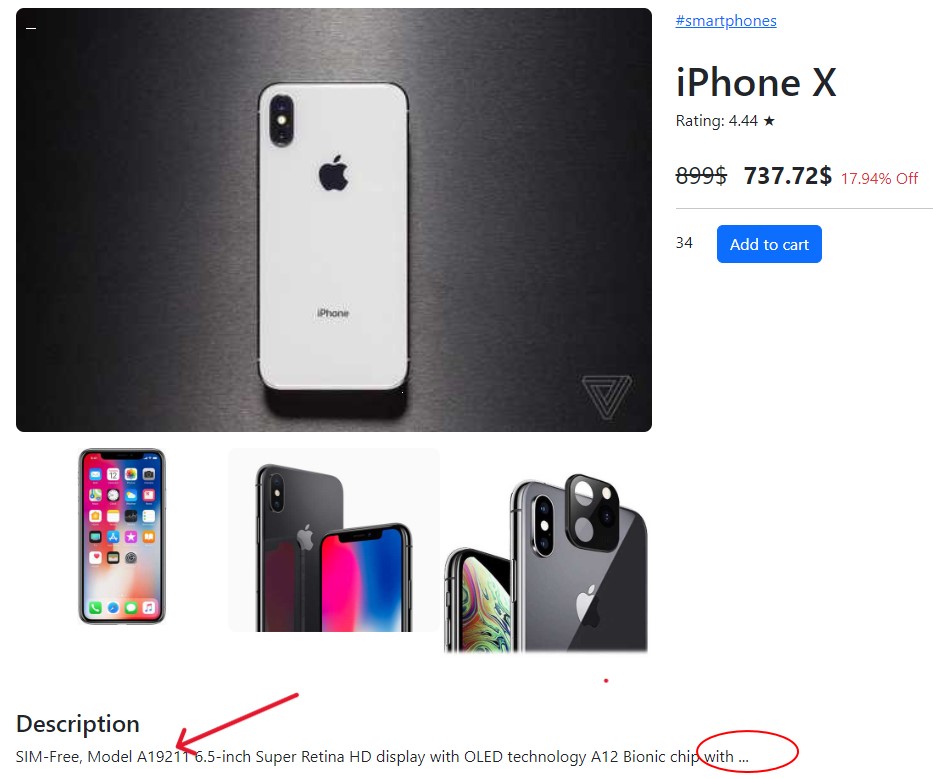 #smartphones
iPhone X
Rating: 4.44 ★
899$ 737.72$ 17.94% Off
34 Add to cart
iPhone
12
Description
SIM-Free, Model A19211 6.5-inch Super Retina HD display with OLED technology A12 Bionic chip with ...